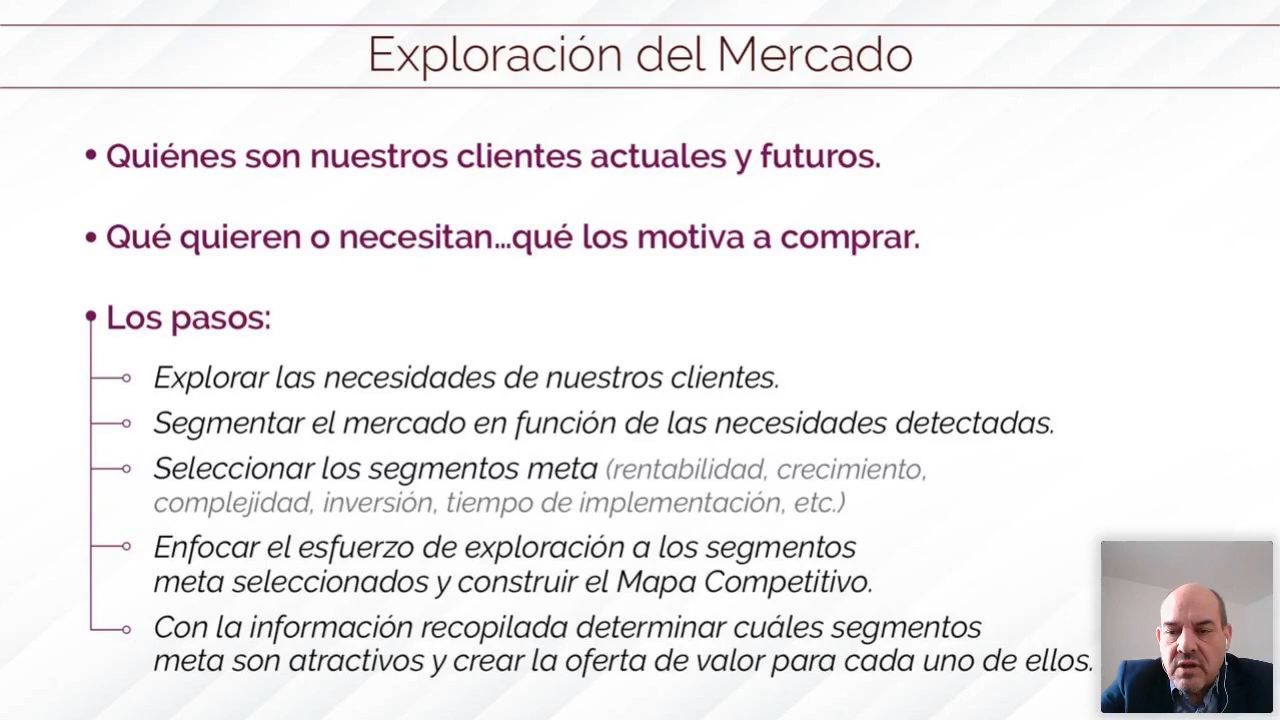 Exploración del Mercado
• Quiénes son nuestros clientes actuales y futuros.
• Qué quieren o necesitan...qué los motiva a comprar.
• Los pasos:
Explorar las necesidades de nuestros clientes.
Segmentar el mercado en función de las necesidades detectadas.
Seleccionar los segmentos meta (rentabilidad, crecimiento,
complejidad, inversión, tiempo de implementación, etc.)
Enfocar el esfuerzo de exploración a los segmentos
meta seleccionados y construir el Mapa Competitivo.
Con la información recopilada determinar cuáles segmentos
meta son atractivos y crear la oferta de valor para cada uno de ellos.